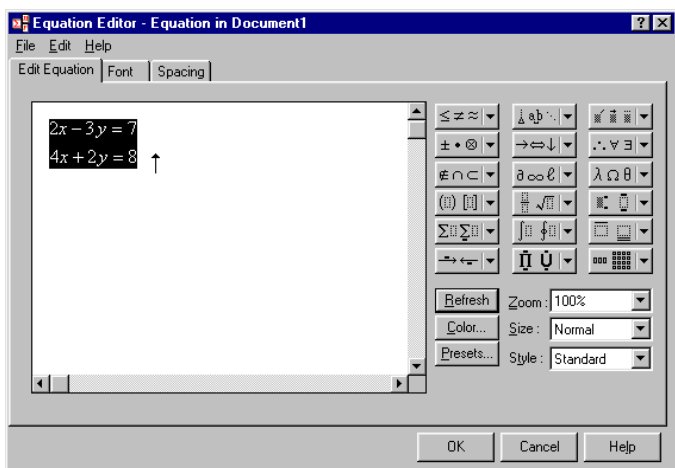 Equation Editor - Equation in Document1
File Edit Help
Edit Equation Font Spacing
2x − 3y = 7
4x + 2y = 8
≤ ≠ ≈
± • ⊗
→⇔↓
∴ ∀ ∃
∉ ∩ ⊂
∂ ∞ ℓ
λ Ω θ
Refresh Zoom : 100%
Color... Size : Normal
Presets... Style : Standard
OK Cancel Help